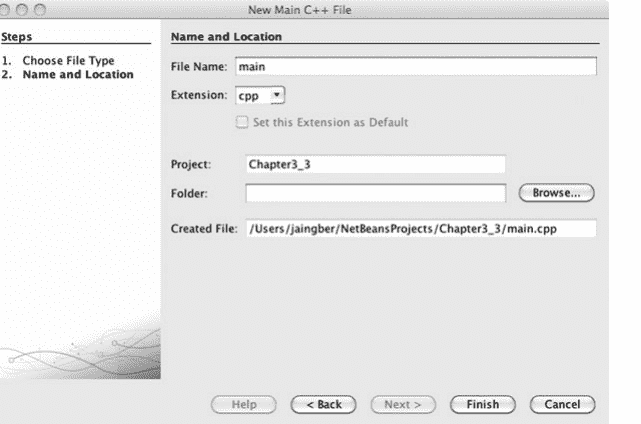 New Main C++ File
Steps
1. Choose File Type
2. Name and Location
Name and Location
File Name: main
Extension: cpp
Set this Extension as Default
Project: Chapter3_3
Folder:
Browse...
Created File: /Users/jaingber/NetBeansProjects/Chapter3_3/main.cpp
Help < Back Next > Finish Cancel